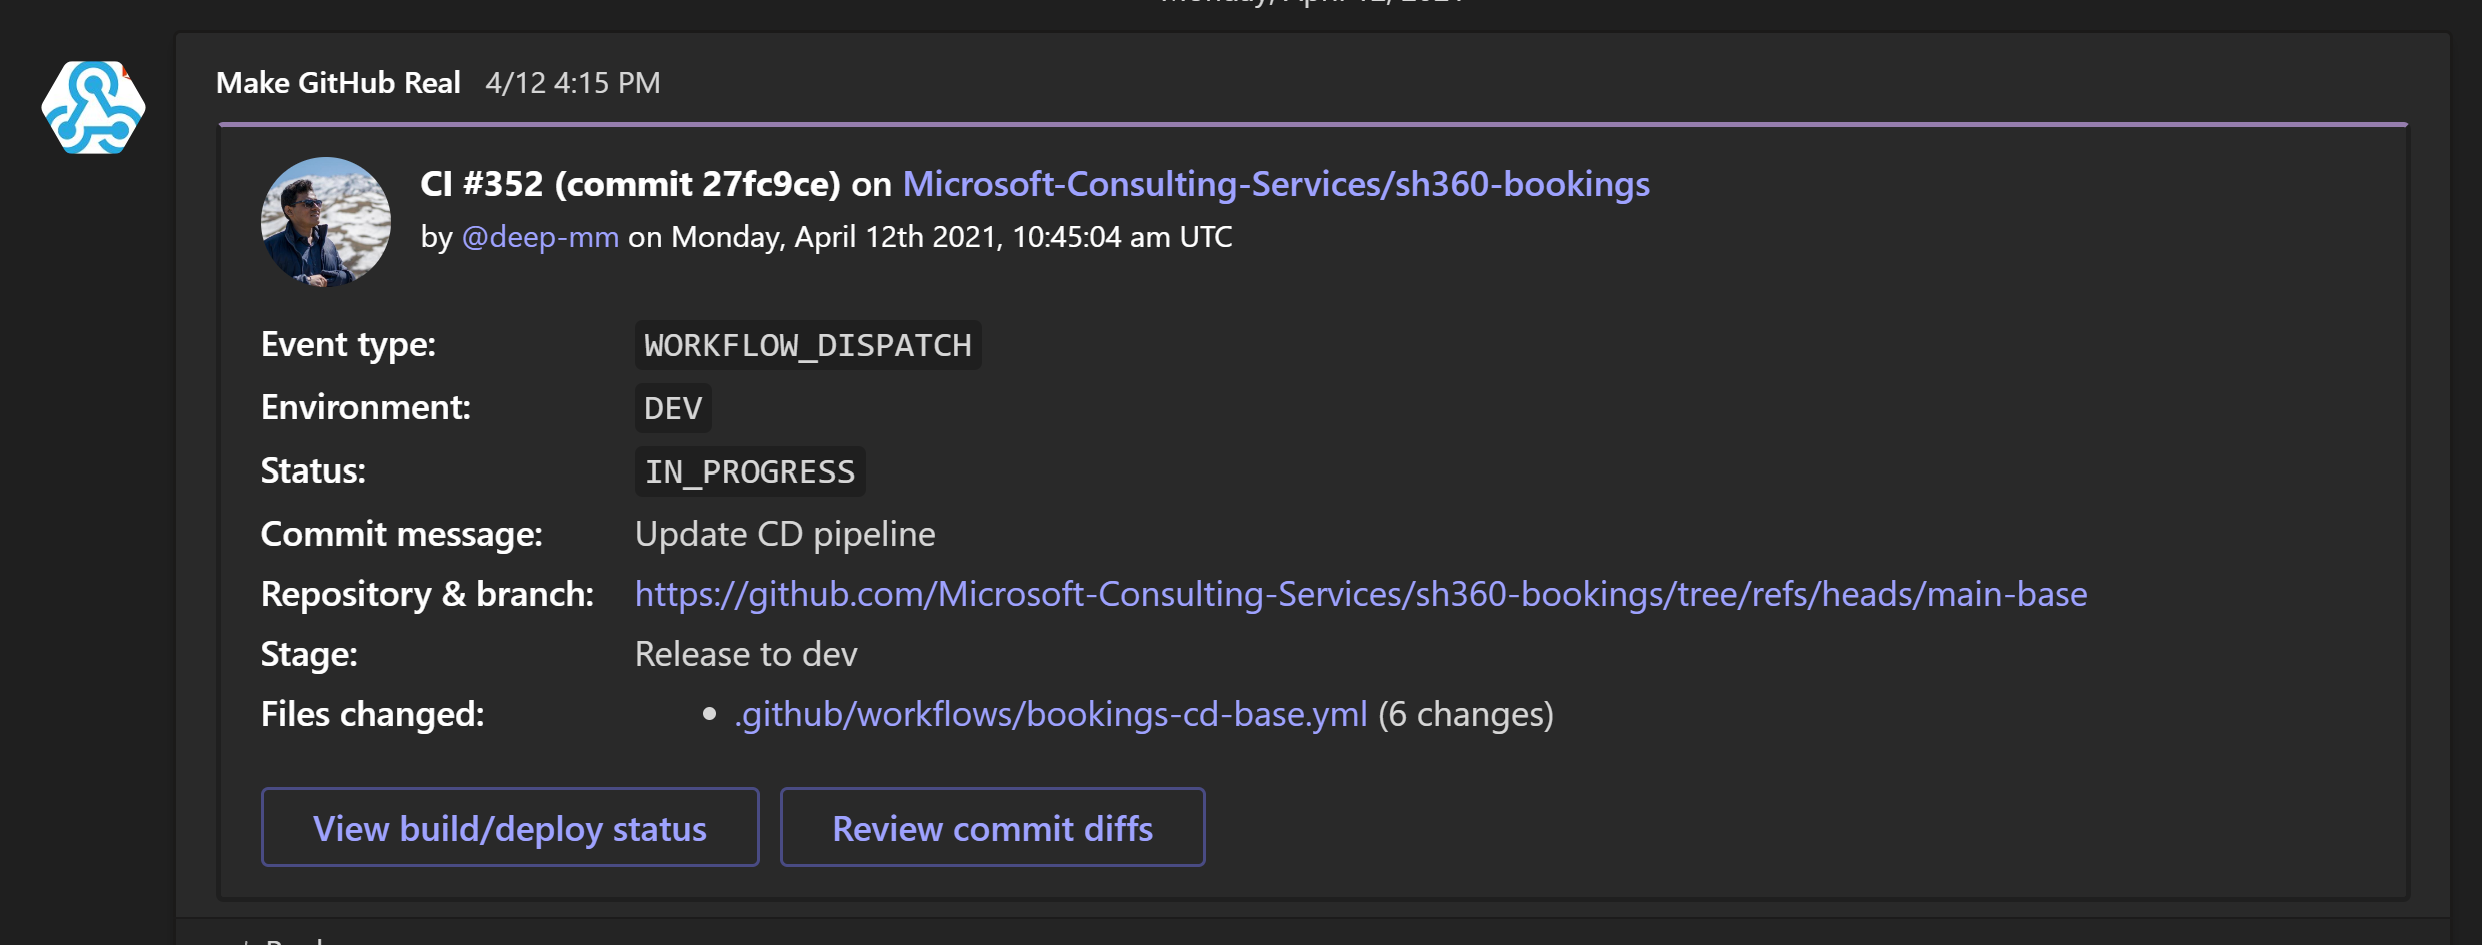 Monday, April 12, 2021
Make GitHub Real 4/12 4:15 PM
CI #352 (commit 27fc9ce) on Microsoft-Consulting-Services/sh360-bookings
by @deep-mm on Monday, April 12th 2021, 10:45:04 am UTC
Event type: WORKFLOW_DISPATCH
Environment: DEV
Status: IN_PROGRESS
Commit message: Update CD pipeline
Repository & branch: https://github.com/Microsoft-Consulting-Services/sh360-bookings/tree/refs/heads/main-base
Stage: Release to dev
Files changed: • .github/workflows/bookings-cd-base.yml (6 changes)
View build/deploy status Review commit diffs